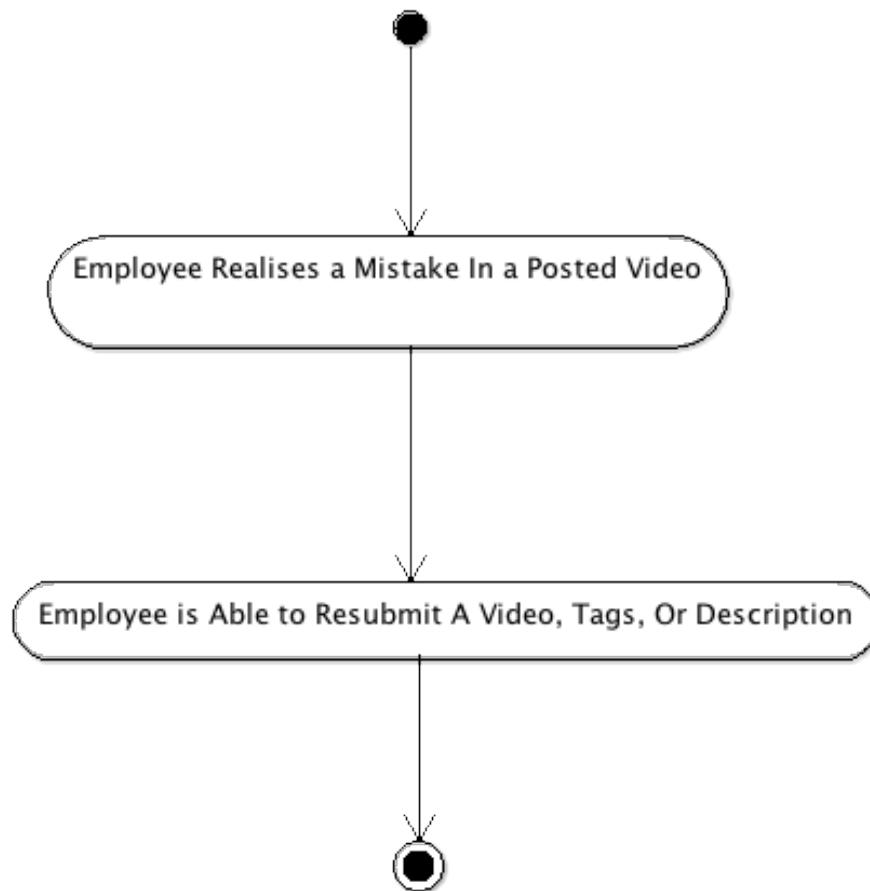 Employee Realises a Mistake In a Posted Video
Employee is Able to Resubmit A Video, Tags, Or Description